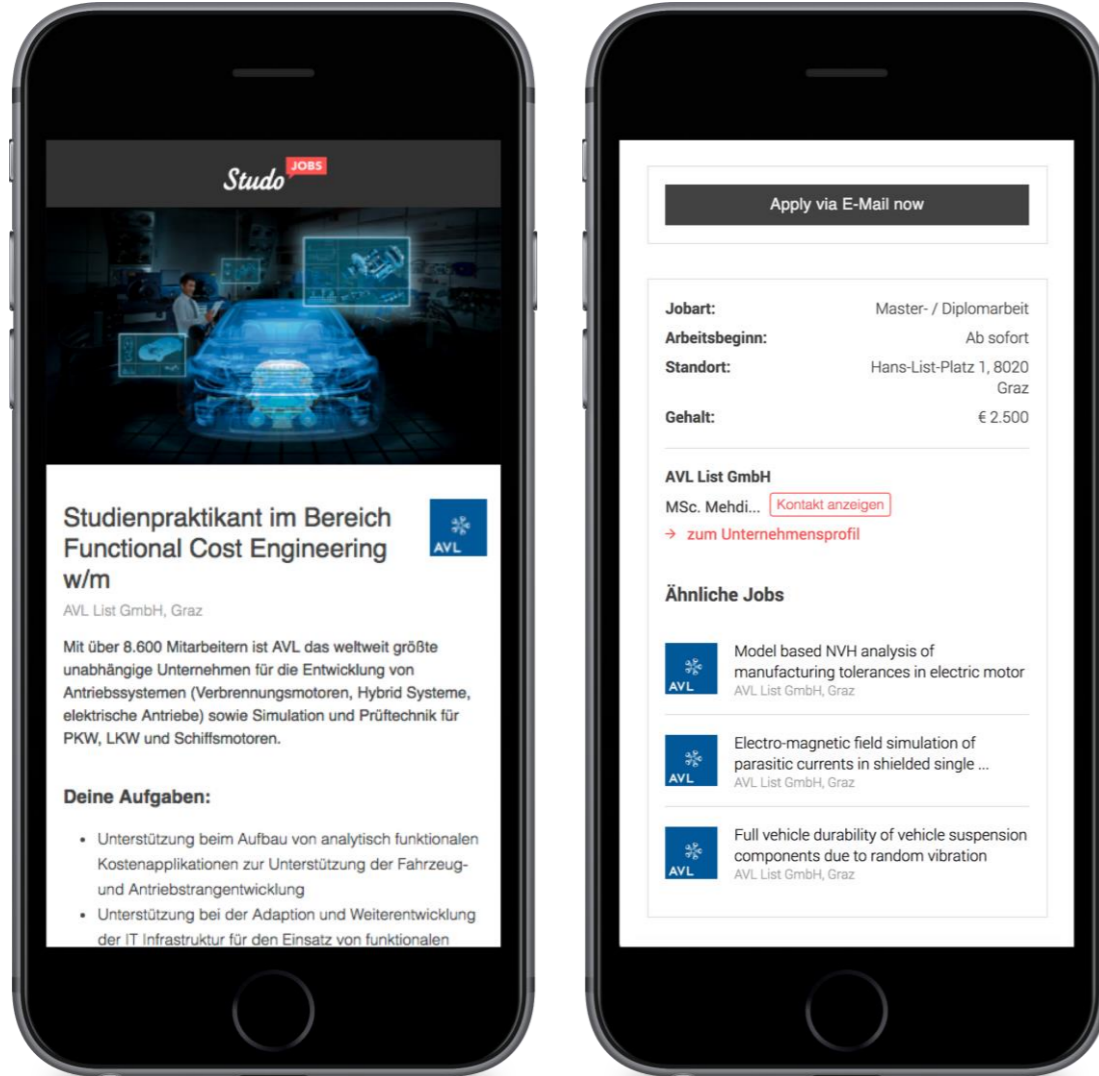 Studo JOBS
Studienpraktikant im Bereich
Functional Cost Engineering
w/m
AVL
AVL List GmbH, Graz
Mit über 8.600 Mitarbeitern ist AVL das weltweit größte
unabhängige Unternehmen für die Entwicklung von
Antriebssystemen (Verbrennungsmotoren, Hybrid Systeme,
elektrische Antriebe) sowie Simulation und Prüftechnik für
PKW, LKW und Schiffsmotoren.
Deine Aufgaben:
• Unterstützung beim Aufbau von analytisch funktionalen
Kostenapplikationen zur Unterstützung der Fahrzeug-
und Antriebstrangentwicklung
• Unterstützung bei der Adaption und Weiterentwicklung
der IT Infrastruktur für den Einsatz von funktionalen
Apply via E-Mail now
Jobart: Master- / Diplomarbeit
Arbeitsbeginn: Ab sofort
Standort: Hans-List-Platz 1, 8020
Graz
Gehalt: € 2.500
AVL List GmbH
MSc. Mehdi... Kontakt anzeigen
→ zum Unternehmensprofil
Ähnliche Jobs
Model based NVH analysis of
manufacturing tolerances in electric motor
AVL List GmbH, Graz
AVL
Electro-magnetic field simulation of
parasitic currents in shielded single ...
AVL List GmbH, Graz
AVL
Full vehicle durability of vehicle suspension
components due to random vibration
AVL List GmbH, Graz
AVL